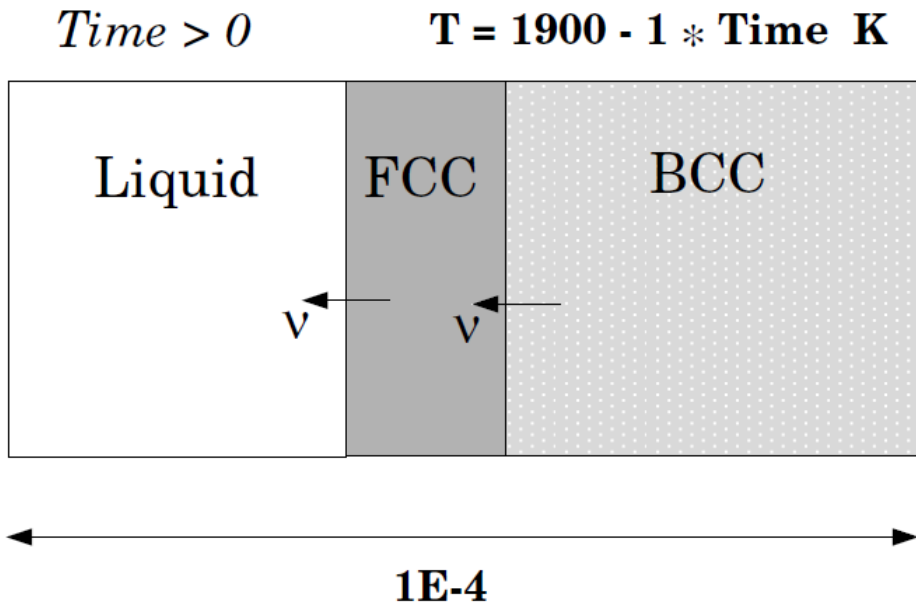 Time > 0 T = 1900 - 1 * Time K
Liquid FCC BCC
ν ν
1E-4